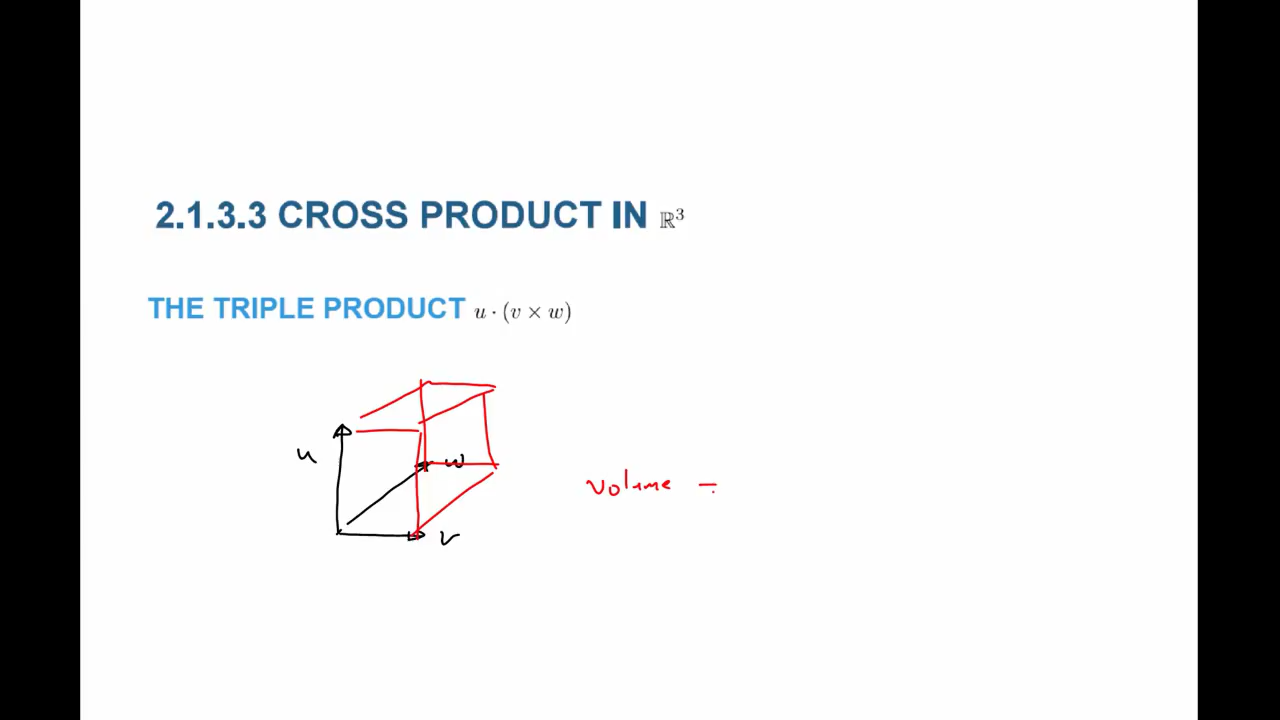 2.1.3.3 CROSS PRODUCT IN ℝ³
THE TRIPLE PRODUCT u · (v × w)
u
w
volume =
v